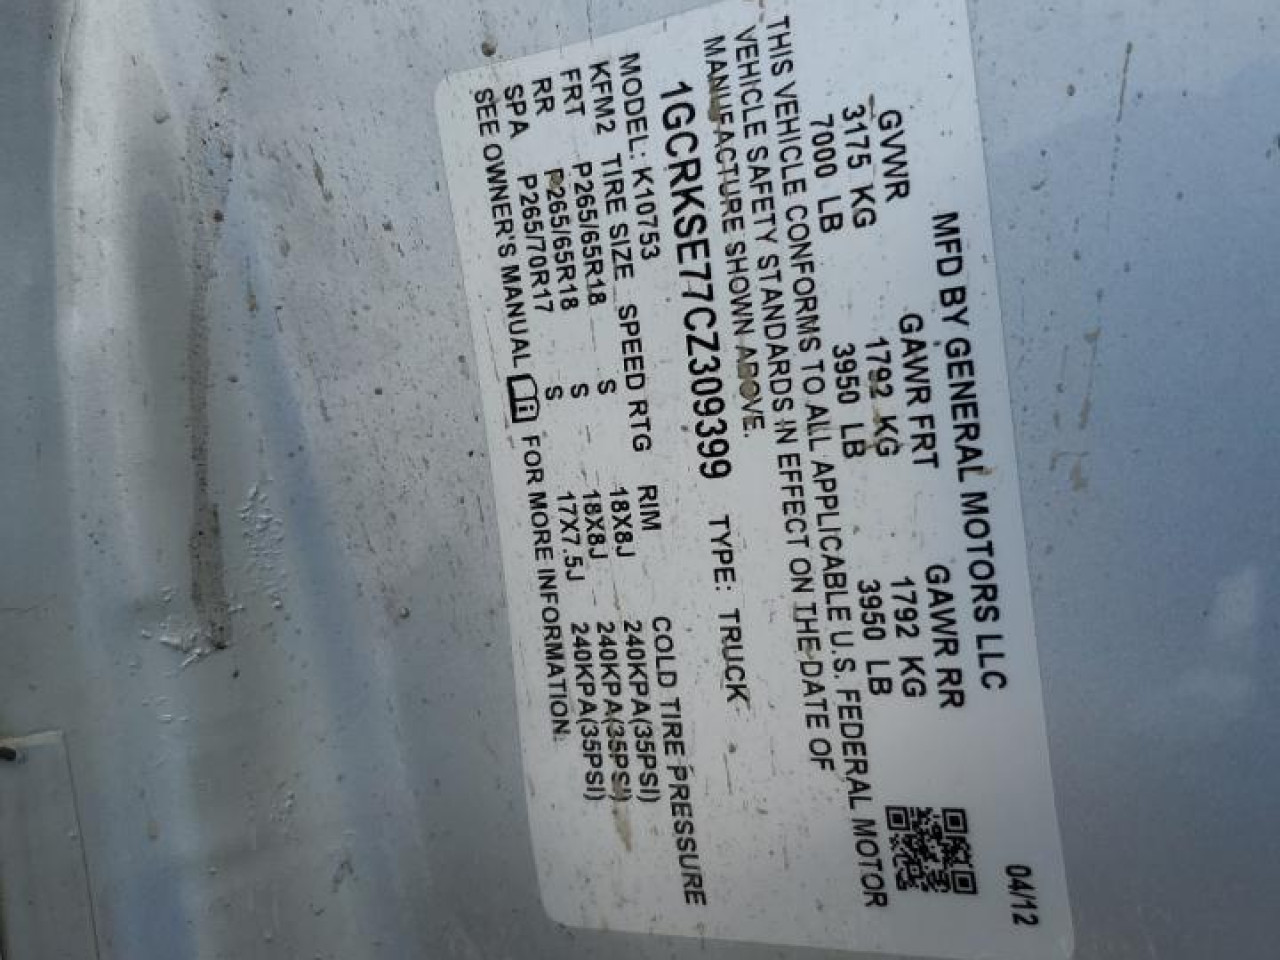 MFD BY GENERAL MOTORS LLC 04/12
GVWR GAWR FRT GAWR RR
3175 KG 1792 KG 1792 KG
7000 LB 3950 LB 3950 LB
THIS VEHICLE CONFORMS TO ALL APPLICABLE U.S. FEDERAL MOTOR
VEHICLE SAFETY STANDARDS IN EFFECT ON THE DATE OF
MANUFACTURE SHOWN ABOVE.
1GCRKSE77CZ309399 TYPE: TRUCK
MODEL: K10753
KFM2 TIRE SIZE SPEED RTG RIM COLD TIRE PRESSURE
FRT P265/65R18 S 18X8J 240KPA(35PSI)
RR P265/65R18 S 18X8J 240KPA(35PSI)
SPA P265/70R17 S 17X7.5J 240KPA(35PSI)
SEE OWNER'S MANUAL i FOR MORE INFORMATION.